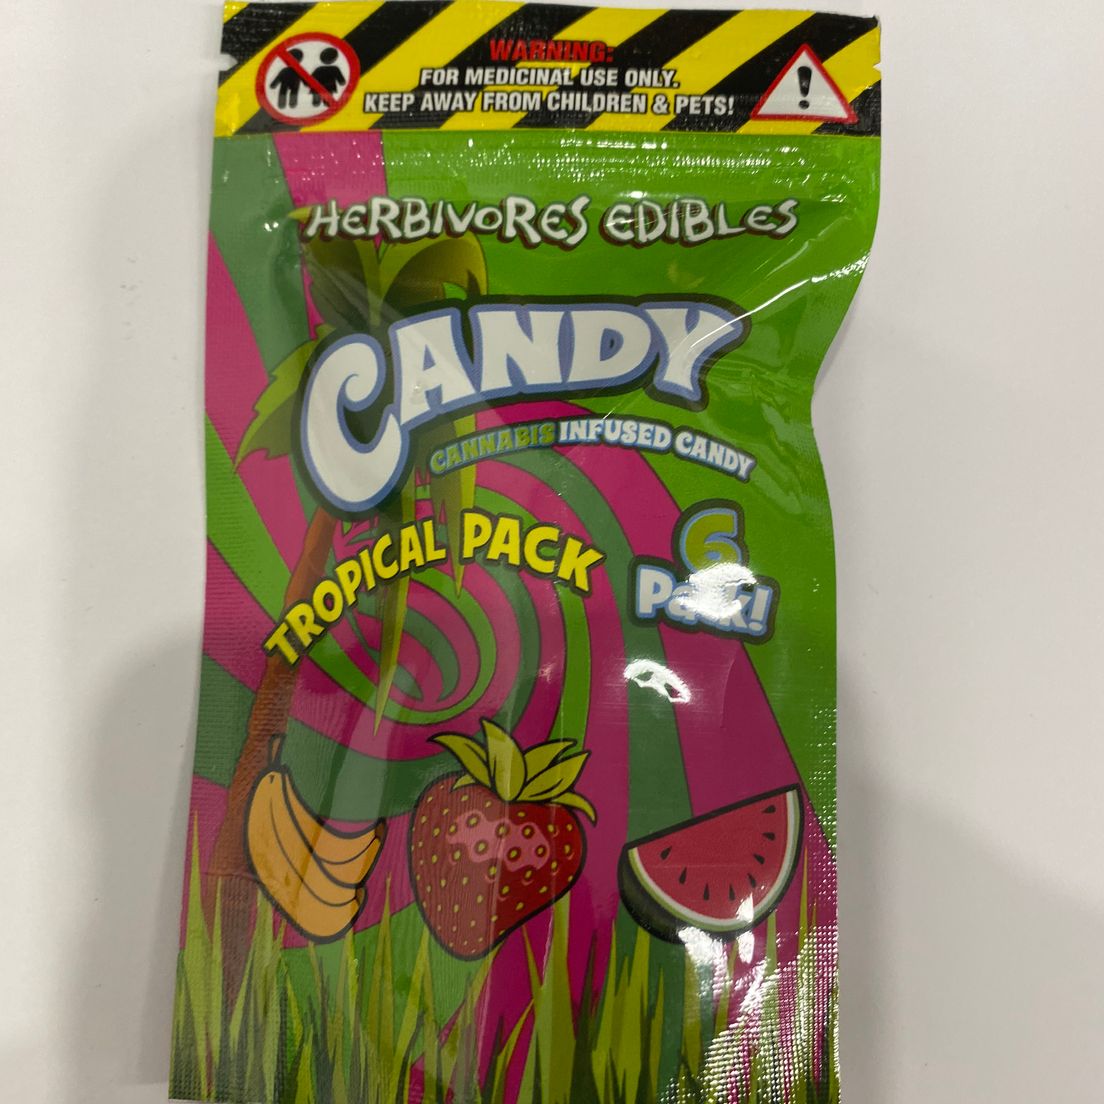 WARNING:
FOR MEDICINAL USE ONLY.
KEEP AWAY FROM CHILDREN & PETS!
HERBIVORES EDIBLES
CANDY
CANNABIS INFUSED CANDY
TROPICAL PACK
6
Pack!